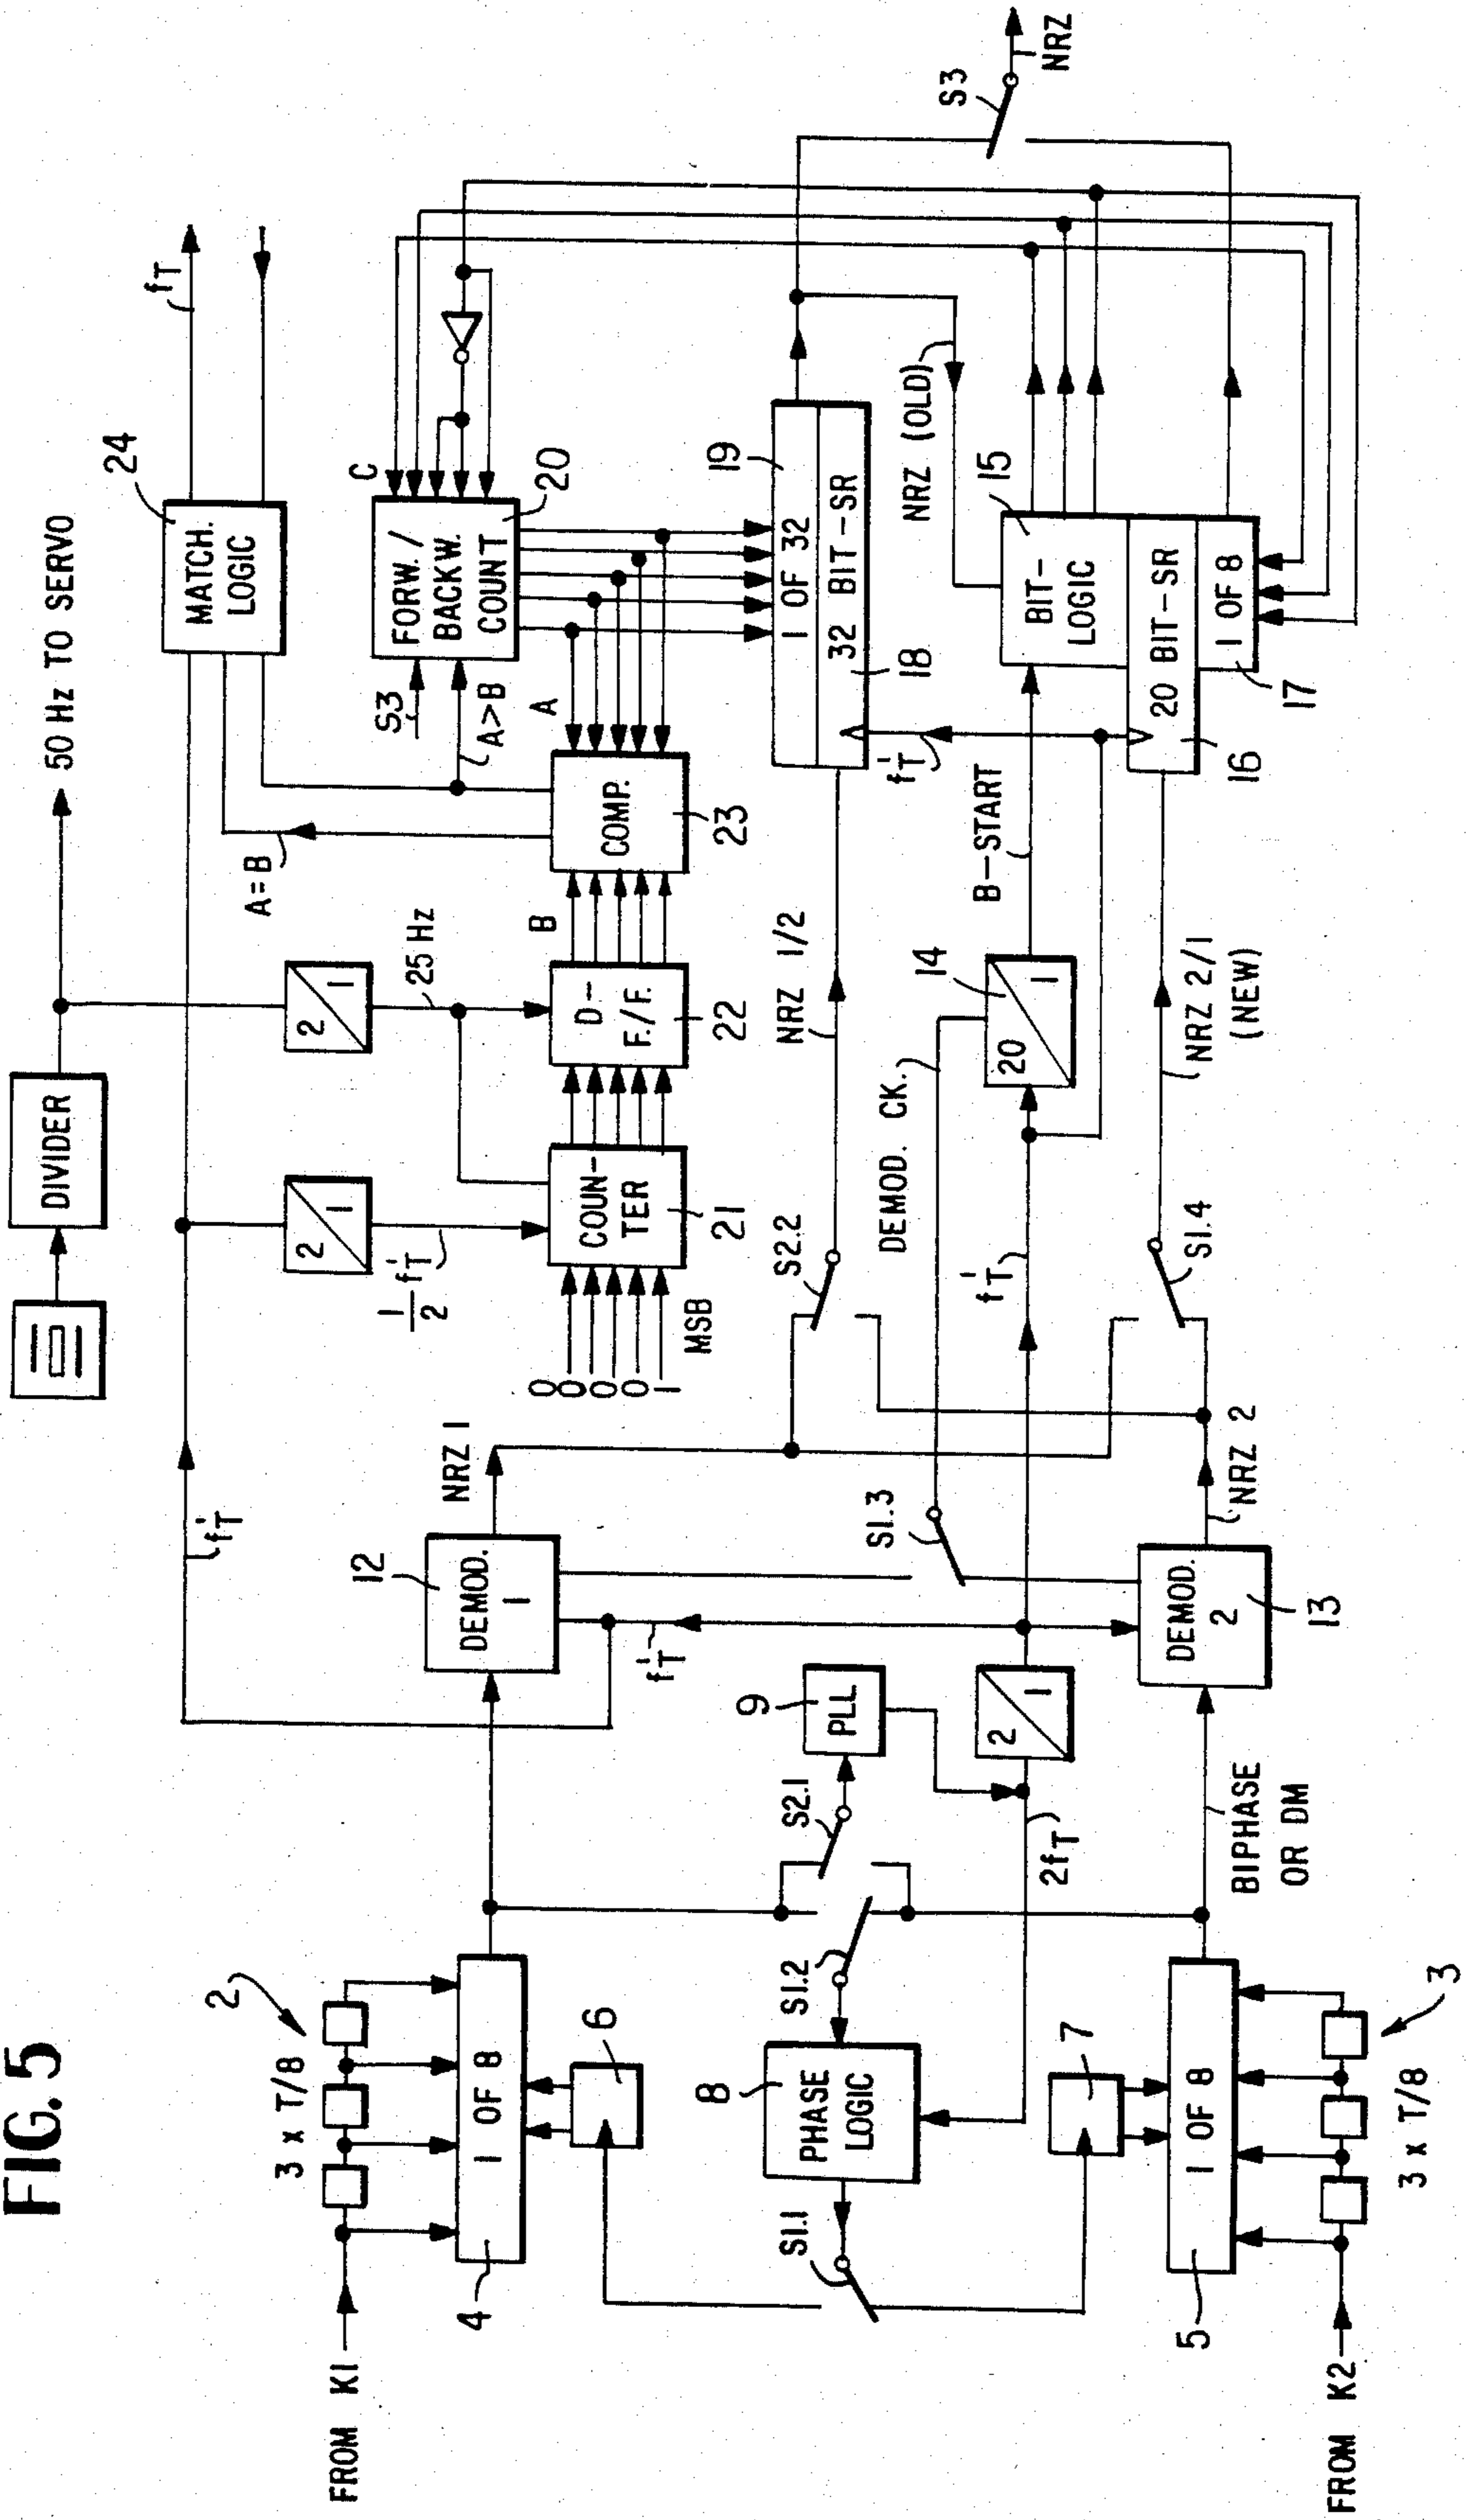 FIG. 5
50 Hz TO SERVO
DIVIDER
24
MATCH.
LOGIC
fT
f'T
2
1
2
1
1/2 f'T
25 Hz
A=B
S3
A>B
C
FORW. /
BACKW.
COUNT
20
0
0
0
0
1
MSB
COUN-
TER
21
D-
F./F.
22
B
COMP.
23
A
FROM K1
3 x T/8
2
4
1 OF 8
6
12
DEMOD.
1
NRZ 1
f'T
S2.2
NRZ 1/2
1 OF 32
19
32 BIT-SR
18
f'T
NRZ (OLD)
S3
NRZ
8
PHASE
LOGIC
S1.1
S1.2
S2.1
9
PLL
2fT
2
1
S1.3
DEMOD. CK.
f'T
14
20
1
B-START
15
BIT-
LOGIC
20 BIT-SR
16
1 OF 8
17
7
5
1 OF 8
FROM K2
3 x T/8
3
BIPHASE
OR DM
DEMOD.
2
13
NRZ 2
S1.4
NRZ 2/1
(NEW)